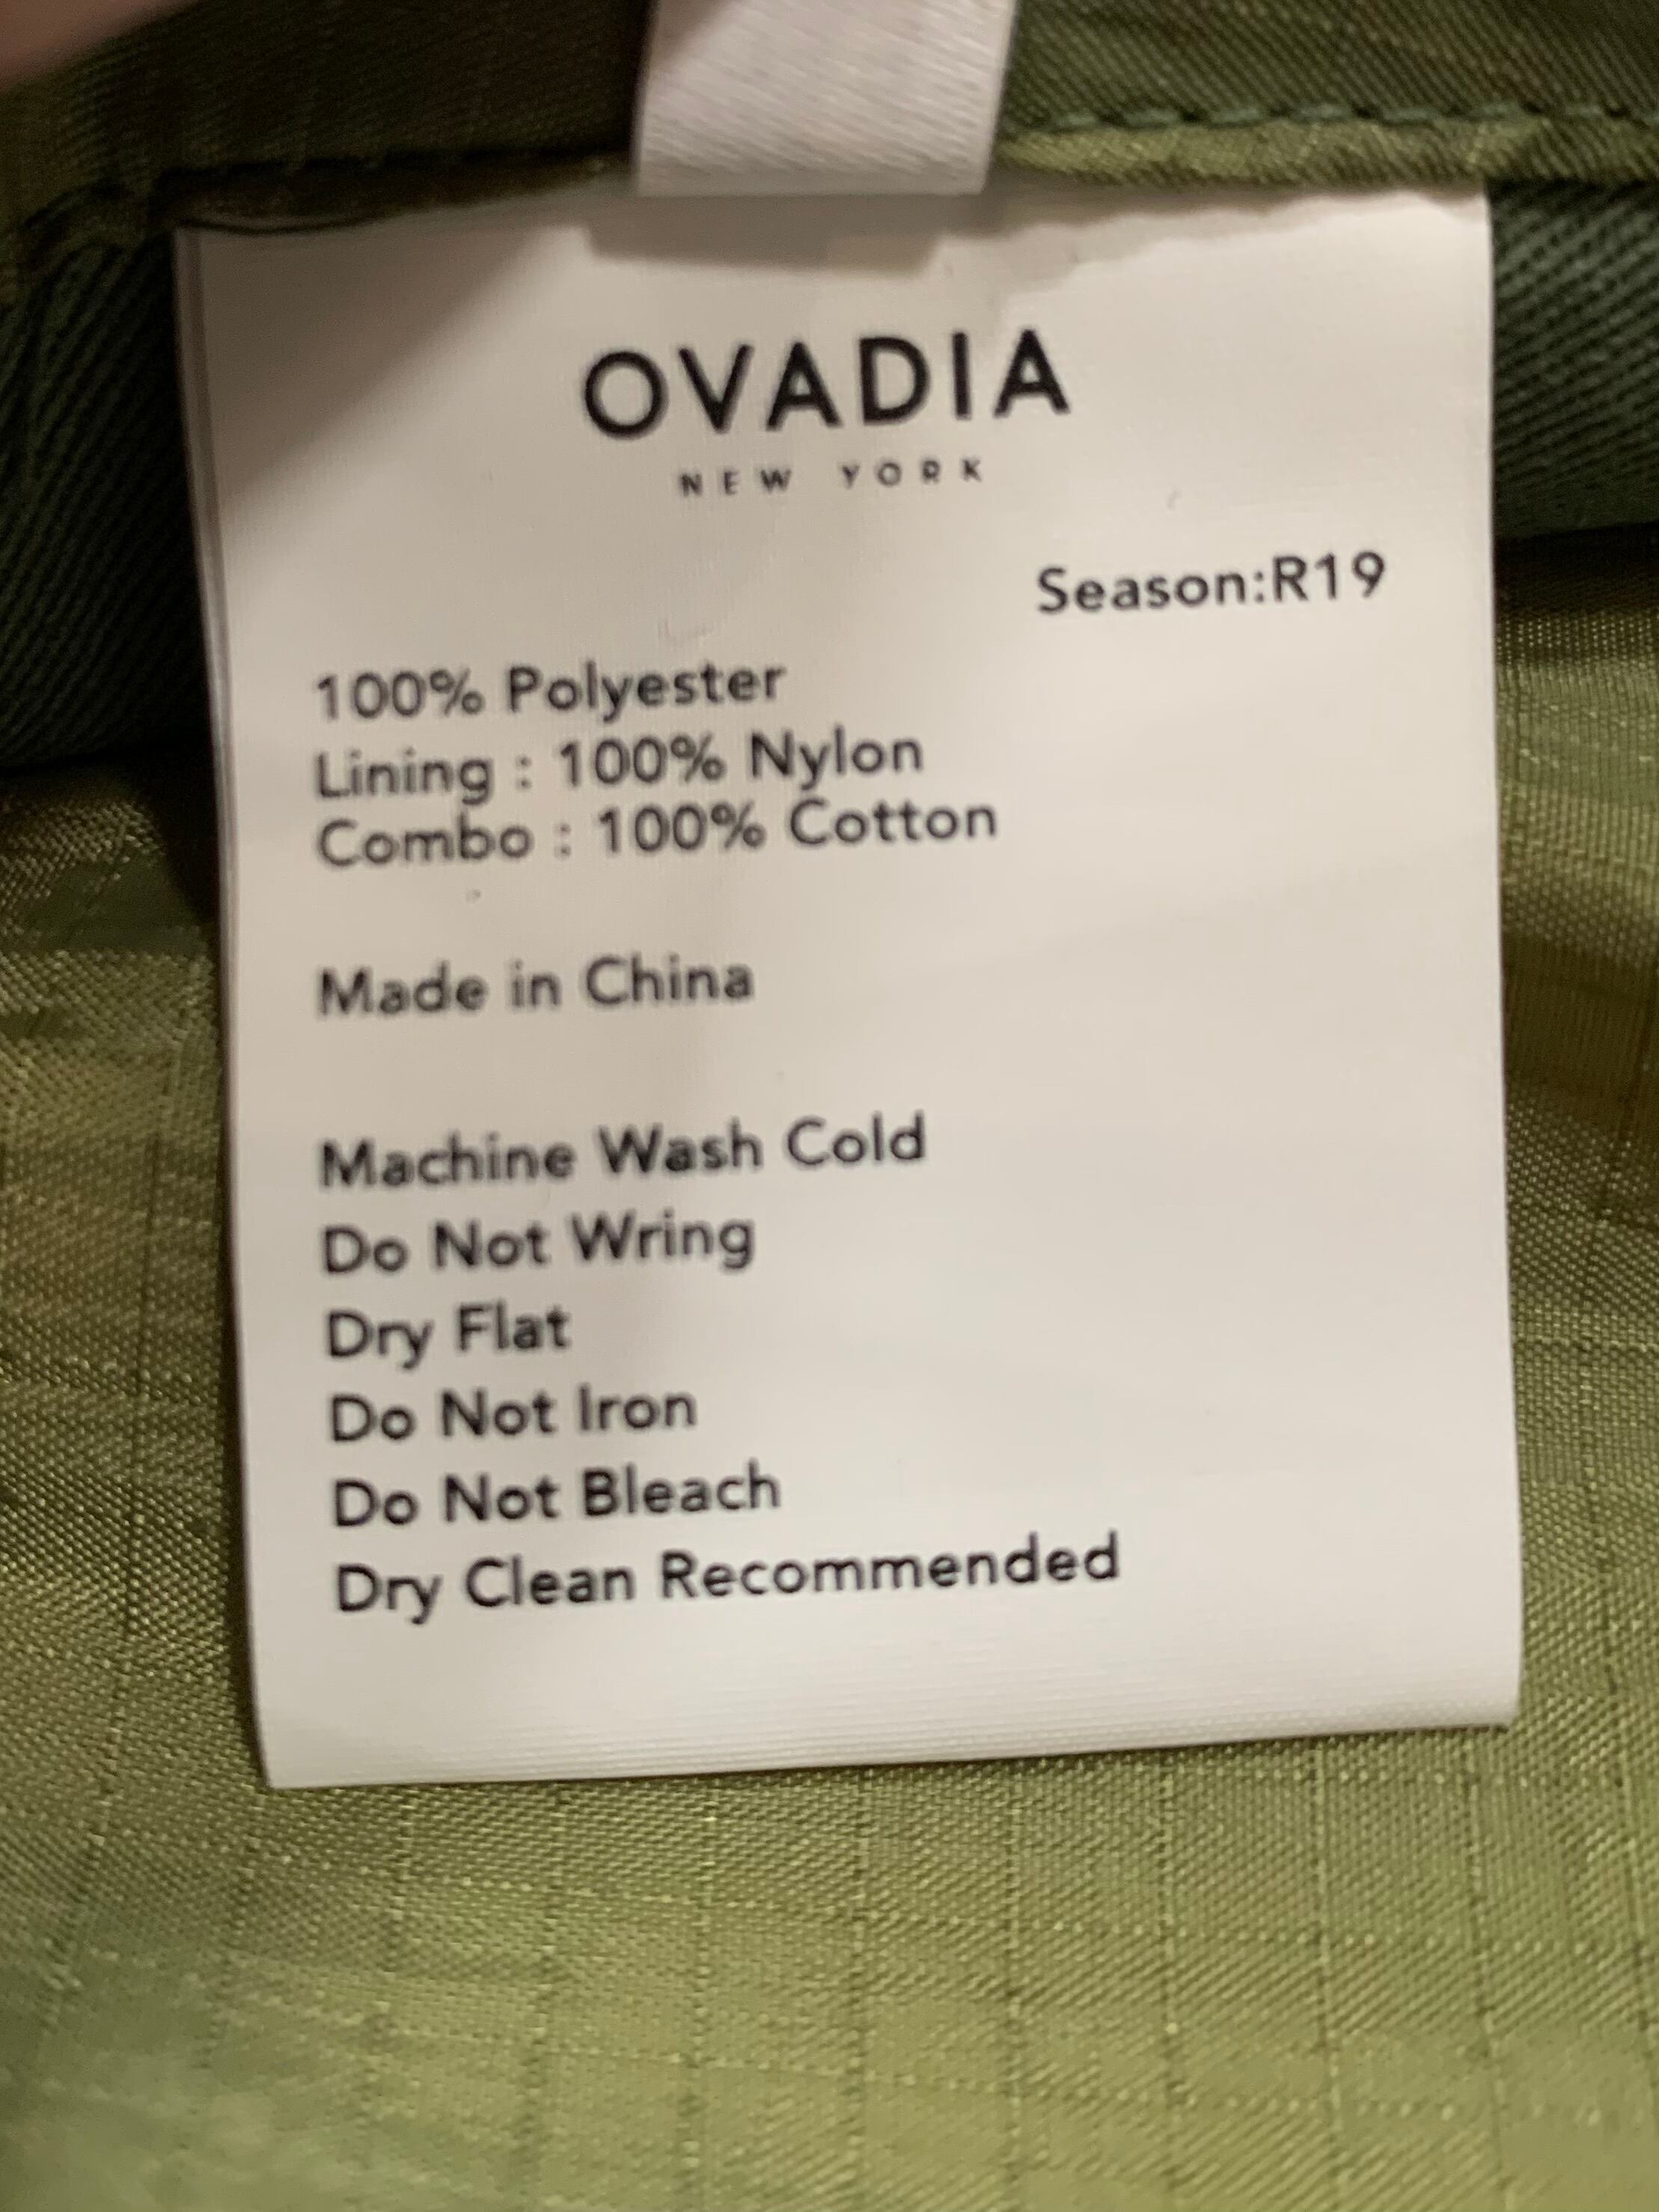 OVADIA
NEW YORK
Season:R19
100% Polyester
Lining : 100% Nylon
Combo : 100% Cotton
Made in China
Machine Wash Cold
Do Not Wring
Dry Flat
Do Not Iron
Do Not Bleach
Dry Clean Recommended